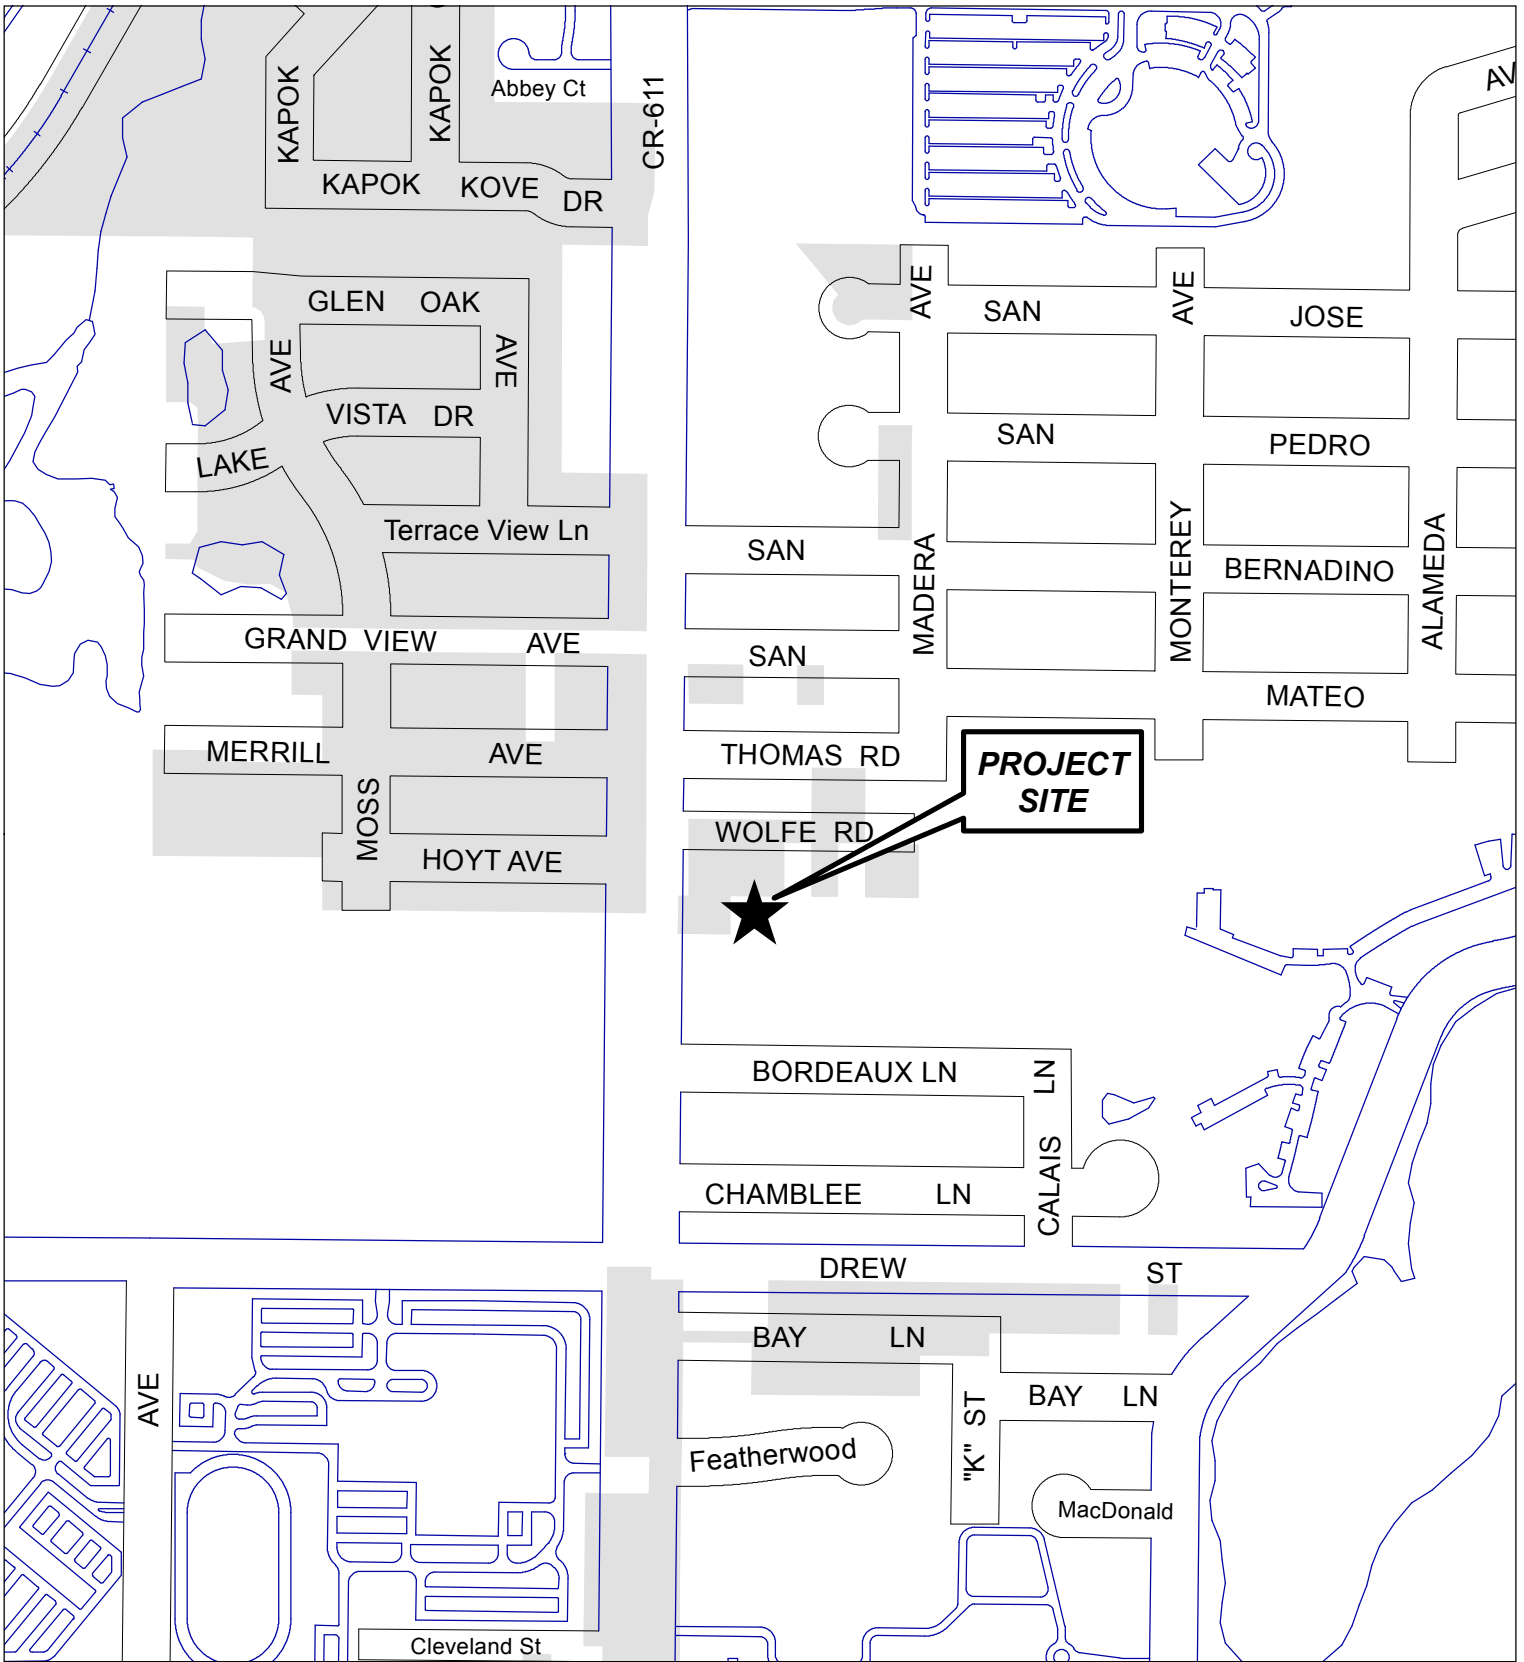 KAPOK
KAPOK
Abbey Ct
CR-611
AV
KAPOK KOVE DR
GLEN OAK
AVE
AVE
VISTA DR
LAKE
Terrace View Ln
GRAND VIEW AVE
MERRILL AVE
MOSS
HOYT AVE
AVE
SAN
AVE
JOSE
SAN
PEDRO
SAN
MADERA
MONTEREY
BERNADINO
ALAMEDA
SAN
MATEO
THOMAS RD
PROJECT
SITE
WOLFE RD
BORDEAUX LN
LN
CALAIS
CHAMBLEE LN
DREW ST
BAY LN
AVE
"K" ST
BAY LN
Featherwood
MacDonald
Cleveland St